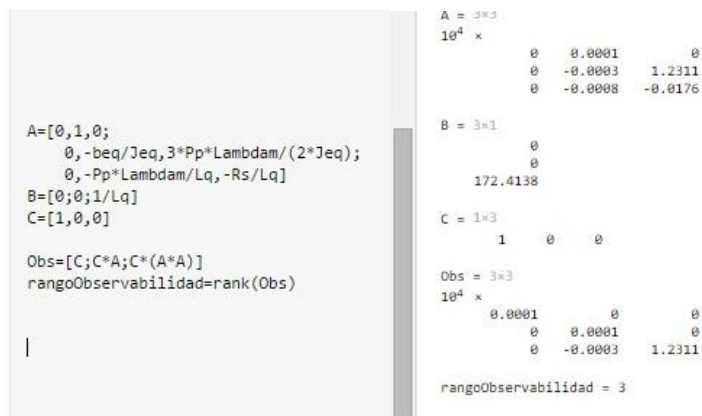 A=[0,1,0;
0,-beq/Jeq,3*Pp*Lambdam/(2*Jeq);
0,-Pp*Lambdam/Lq,-Rs/Lq]
B=[0;0;1/Lq]
C=[1,0,0]
Obs=[C;C*A;C*(A*A)]
rangoObservabilidad=rank(Obs)
A = 3×3
10⁴ ×
0 0.0001 0
0 -0.0003 1.2311
0 -0.0008 -0.0176
B = 3×1
0
0
172.4138
C = 1×3
1 0 0
Obs = 3×3
10⁴ ×
0.0001 0 0
0 0.0001 0
0 -0.0003 1.2311
rangoObservabilidad = 3